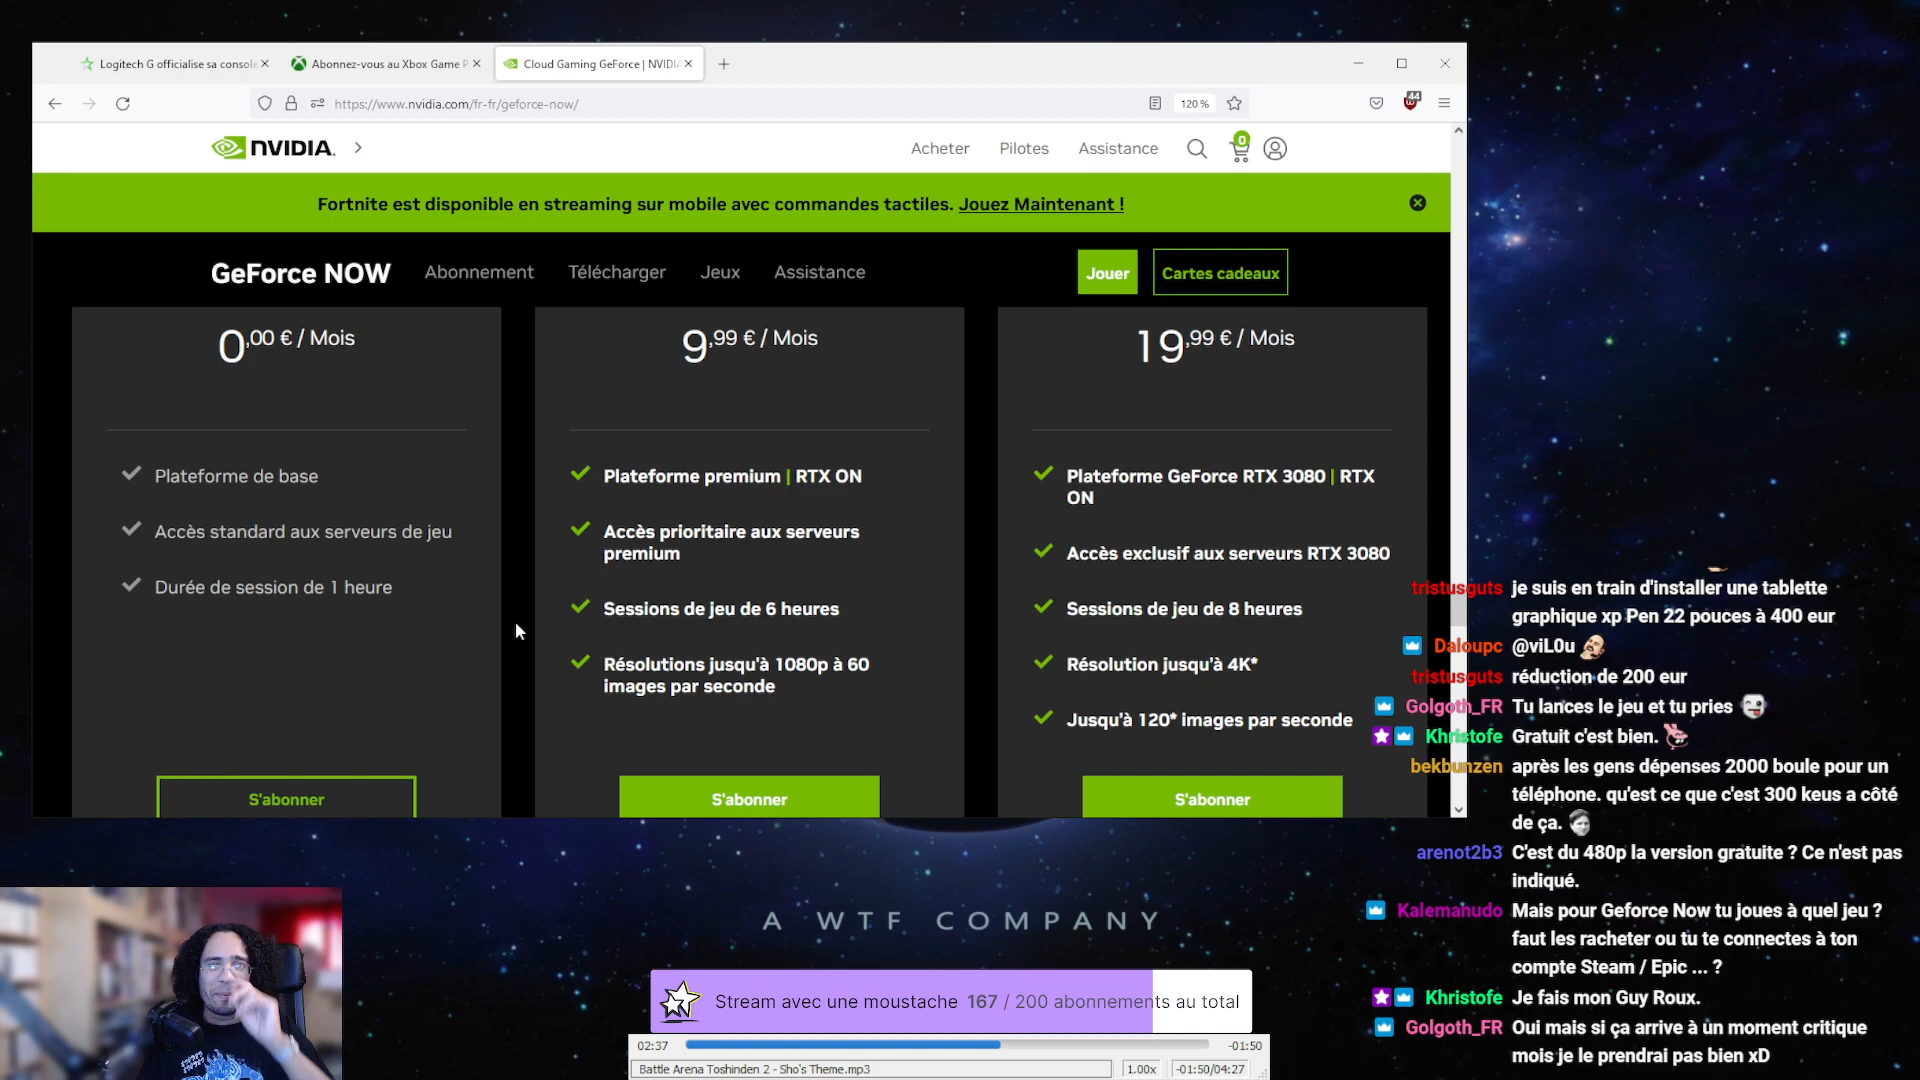 Logitech G officialise sa console
Abonnez-vous au Xbox Game P
Cloud Gaming GeForce | NVIDIA
https://www.nvidia.com/fr-fr/geforce-now/
120 %
44
NVIDIA.
Acheter
Pilotes
Assistance
0
Fortnite est disponible en streaming sur mobile avec commandes tactiles. Jouez Maintenant !
GeForce NOW
Abonnement
Télécharger
Jeux
Assistance
Jouer
Cartes cadeaux
0,00 € / Mois
Plateforme de base
Accès standard aux serveurs de jeu
Durée de session de 1 heure
S'abonner
9,99 € / Mois
Plateforme premium | RTX ON
Accès prioritaire aux serveurs
premium
Sessions de jeu de 6 heures
Résolutions jusqu'à 1080p à 60
images par seconde
S'abonner
19,99 € / Mois
Plateforme GeForce RTX 3080 | RTX
ON
Accès exclusif aux serveurs RTX 3080
Sessions de jeu de 8 heures
Résolution jusqu'à 4K*
Jusqu'à 120* images par seconde
S'abonner
tristusguts je suis en train d'installer une tablette
graphique xp Pen 22 pouces à 400 eur
Daloupc @viL0u
tristusguts réduction de 200 eur
Golgoth_FR Tu lances le jeu et tu pries
Khristofe Gratuit c'est bien.
bekbunzen après les gens dépenses 2000 boule pour un
téléphone. qu'est ce que c'est 300 keus a côté
de ça.
arenot2b3 C'est du 480p la version gratuite ? Ce n'est pas
indiqué.
Kalemanudo Mais pour Geforce Now tu joues à quel jeu ?
faut les racheter ou tu te connectes à ton
compte Steam / Epic ... ?
Khristofe Je fais mon Guy Roux.
Golgoth_FR Oui mais si ça arrive à un moment critique
mois je le prendrai pas bien xD
A WTF COMPANY
Stream avec une moustache 167 / 200 abonnements au total
02:37
-01:50
Battle Arena Toshinden 2 - Sho's Theme.mp3
1.00x
-01:50/04:27